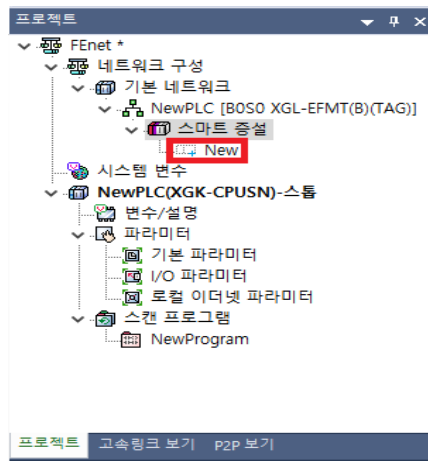 프로젝트
FEnet *
네트워크 구성
기본 네트워크
NewPLC [B0S0 XGL-EFMT(B)(TAG)]
스마트 증설
New
시스템 변수
NewPLC(XGK-CPUSN)-스톱
변수/설명
파라미터
기본 파라미터
I/O 파라미터
로컬 이더넷 파라미터
스캔 프로그램
NewProgram
프로젝트 고속링크 보기 P2P 보기